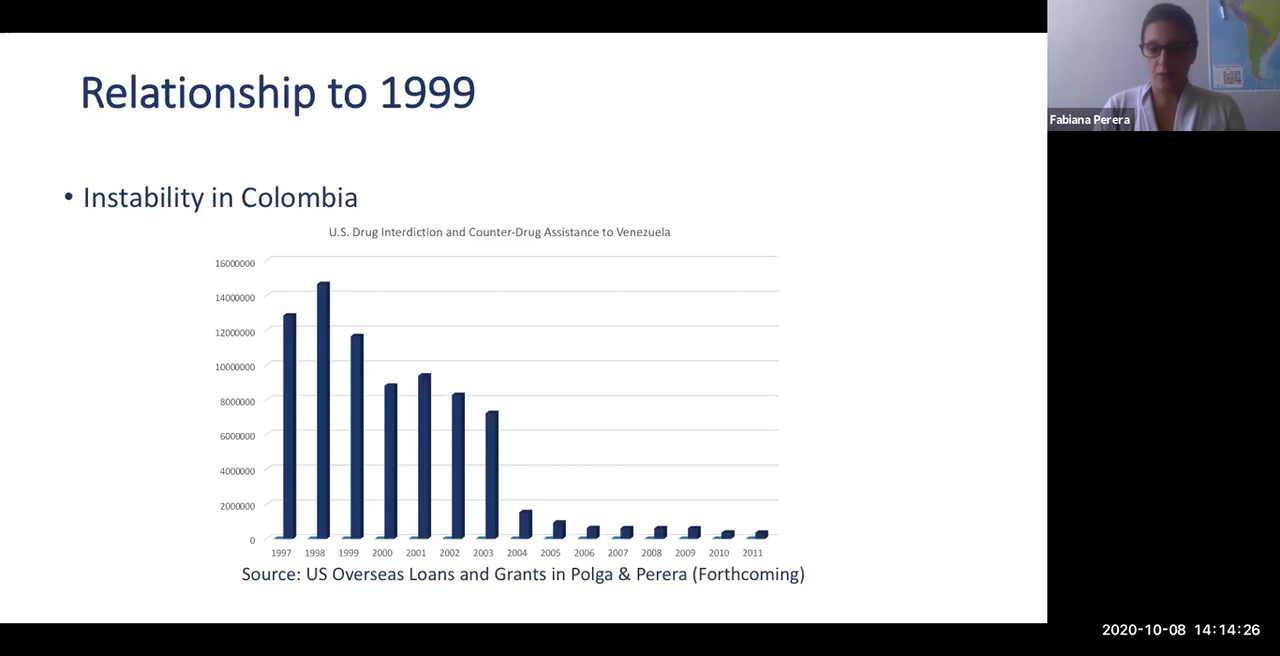 Relationship to 1999
Fabiana Perera
• Instability in Colombia
U.S. Drug Interdiction and Counter-Drug Assistance to Venezuela
16000000
14000000
12000000
10000000
8000000
6000000
4000000
2000000
0
1997 1998 1999 2000 2001 2002 2003 2004 2005 2006 2007 2008 2009 2010 2011
Source: US Overseas Loans and Grants in Polga & Perera (Forthcoming)
2020-10-08 14:14:26